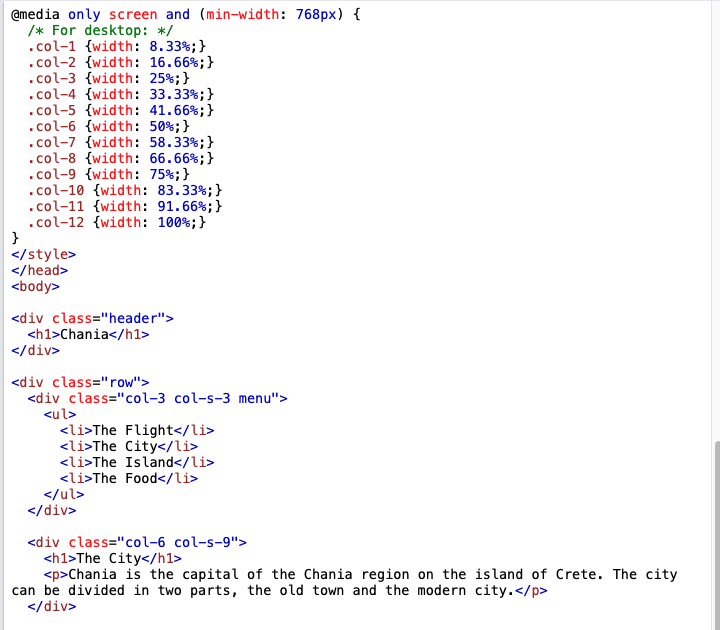 @media only screen and (min-width: 768px) {
  /* For desktop: */
  .col-1 {width: 8.33%;}
  .col-2 {width: 16.66%;}
  .col-3 {width: 25%;}
  .col-4 {width: 33.33%;}
  .col-5 {width: 41.66%;}
  .col-6 {width: 50%;}
  .col-7 {width: 58.33%;}
  .col-8 {width: 66.66%;}
  .col-9 {width: 75%;}
  .col-10 {width: 83.33%;}
  .col-11 {width: 91.66%;}
  .col-12 {width: 100%;}
}
</style>
</head>
<body>

<div class="header">
  <h1>Chania</h1>
</div>

<div class="row">
  <div class="col-3 col-s-3 menu">
    <ul>
      <li>The Flight</li>
      <li>The City</li>
      <li>The Island</li>
      <li>The Food</li>
    </ul>
  </div>

  <div class="col-6 col-s-9">
    <h1>The City</h1>
    <p>Chania is the capital of the Chania region on the island of Crete. The city
can be divided in two parts, the old town and the modern city.</p>
  </div>